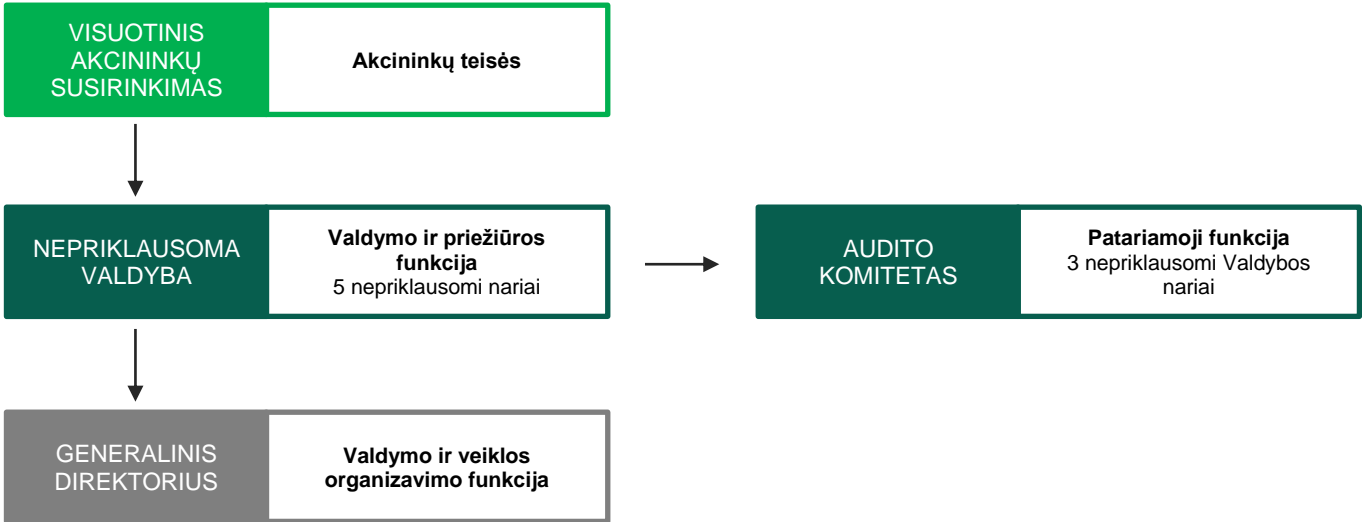 VISUOTINIS
AKCININKŲ
SUSIRINKIMAS
Akcininkų teisės
NEPRIKLAUSOMA
VALDYBA
Valdymo ir priežiūros
funkcija
5 nepriklausomi nariai
AUDITO
KOMITETAS
Patariamoji funkcija
3 nepriklausomi Valdybos
nariai
GENERALINIS
DIREKTORIUS
Valdymo ir veiklos
organizavimo funkcija